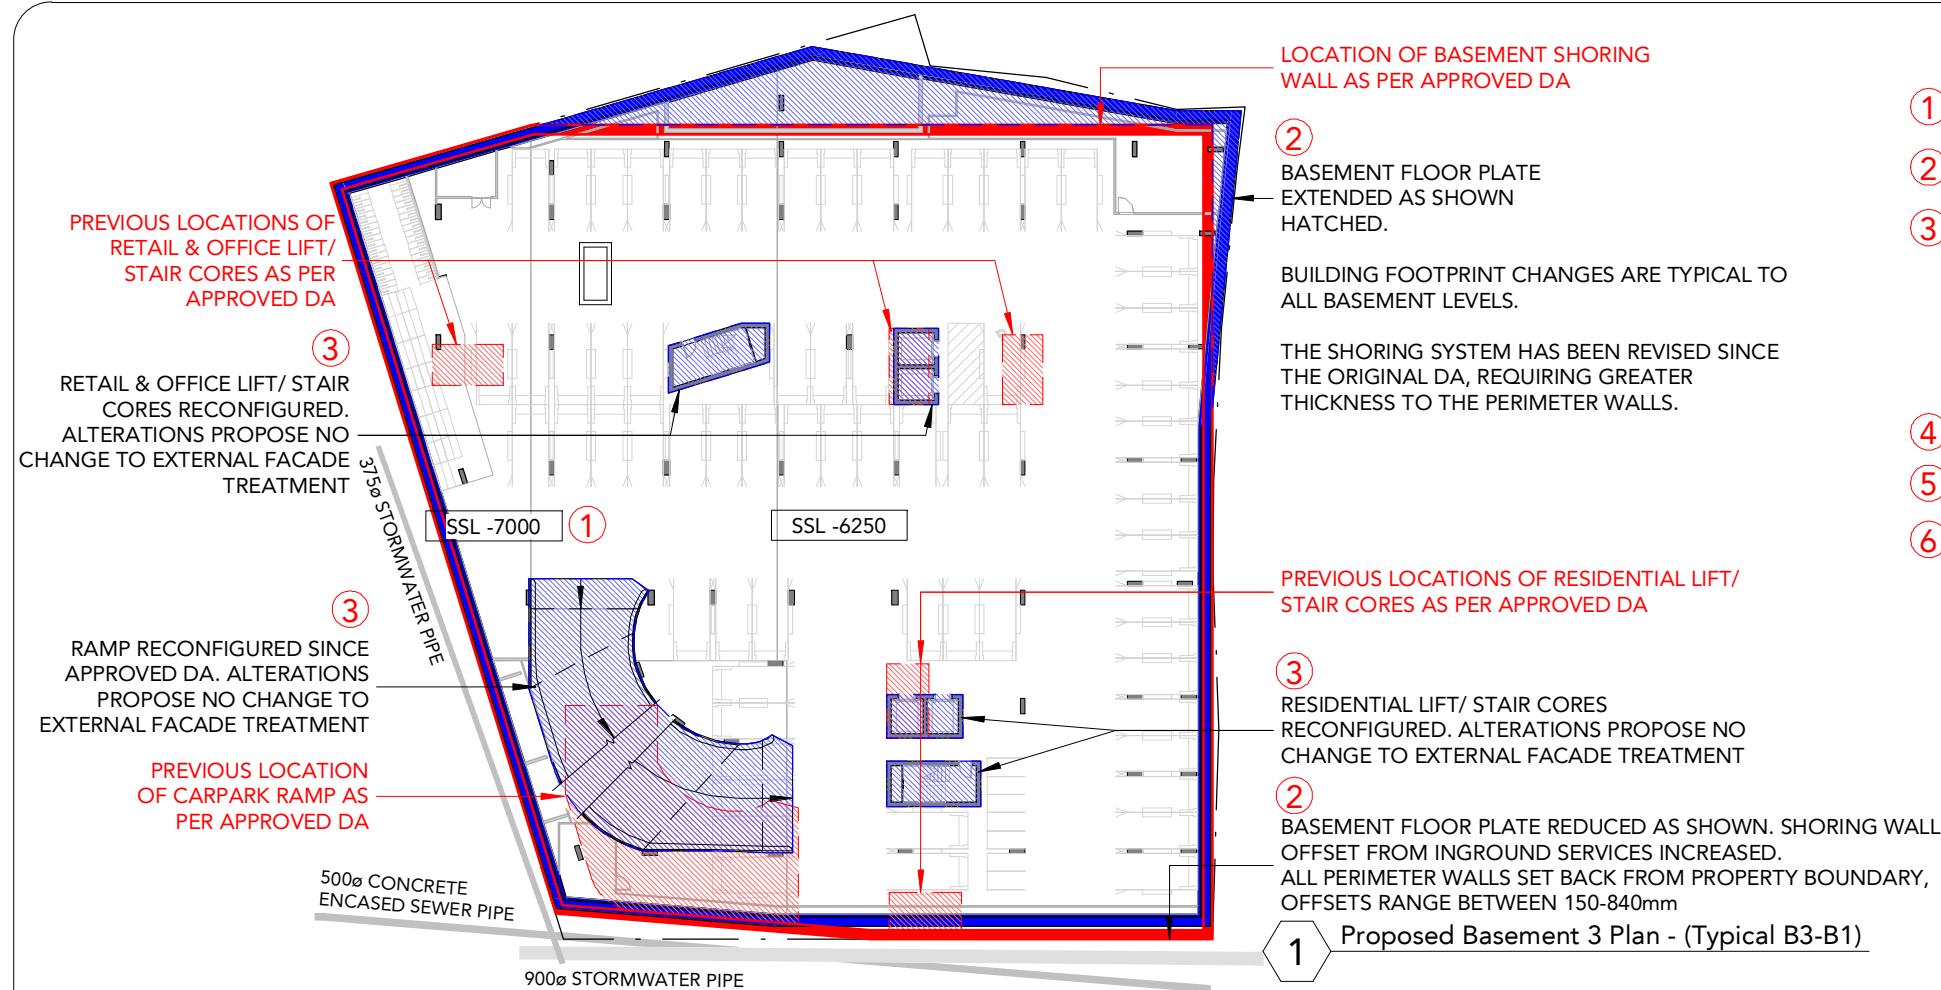 LOCATION OF BASEMENT SHORING
WALL AS PER APPROVED DA
2
BASEMENT FLOOR PLATE
EXTENDED AS SHOWN
HATCHED.
BUILDING FOOTPRINT CHANGES ARE TYPICAL TO
ALL BASEMENT LEVELS.
THE SHORING SYSTEM HAS BEEN REVISED SINCE
THE ORIGINAL DA, REQUIRING GREATER
THICKNESS TO THE PERIMETER WALLS.
1
2
3
4
5
6
PREVIOUS LOCATIONS OF
RETAIL & OFFICE LIFT/
STAIR CORES AS PER
APPROVED DA
3
RETAIL & OFFICE LIFT/ STAIR
CORES RECONFIGURED.
ALTERATIONS PROPOSE NO
CHANGE TO EXTERNAL FACADE
TREATMENT
375ø STORMWATER PIPE
SSL -7000
1
SSL -6250
3
RAMP RECONFIGURED SINCE
APPROVED DA. ALTERATIONS
PROPOSE NO CHANGE TO
EXTERNAL FACADE TREATMENT
PREVIOUS LOCATION
OF CARPARK RAMP AS
PER APPROVED DA
PREVIOUS LOCATIONS OF RESIDENTIAL LIFT/
STAIR CORES AS PER APPROVED DA
3
RESIDENTIAL LIFT/ STAIR CORES
RECONFIGURED. ALTERATIONS PROPOSE NO
CHANGE TO EXTERNAL FACADE TREATMENT
2
BASEMENT FLOOR PLATE REDUCED AS SHOWN. SHORING WALL
OFFSET FROM INGROUND SERVICES INCREASED.
ALL PERIMETER WALLS SET BACK FROM PROPERTY BOUNDARY,
OFFSETS RANGE BETWEEN 150-840mm
500ø CONCRETE
ENCASED SEWER PIPE
900ø STORMWATER PIPE
1
Proposed Basement 3 Plan - (Typical B3-B1)